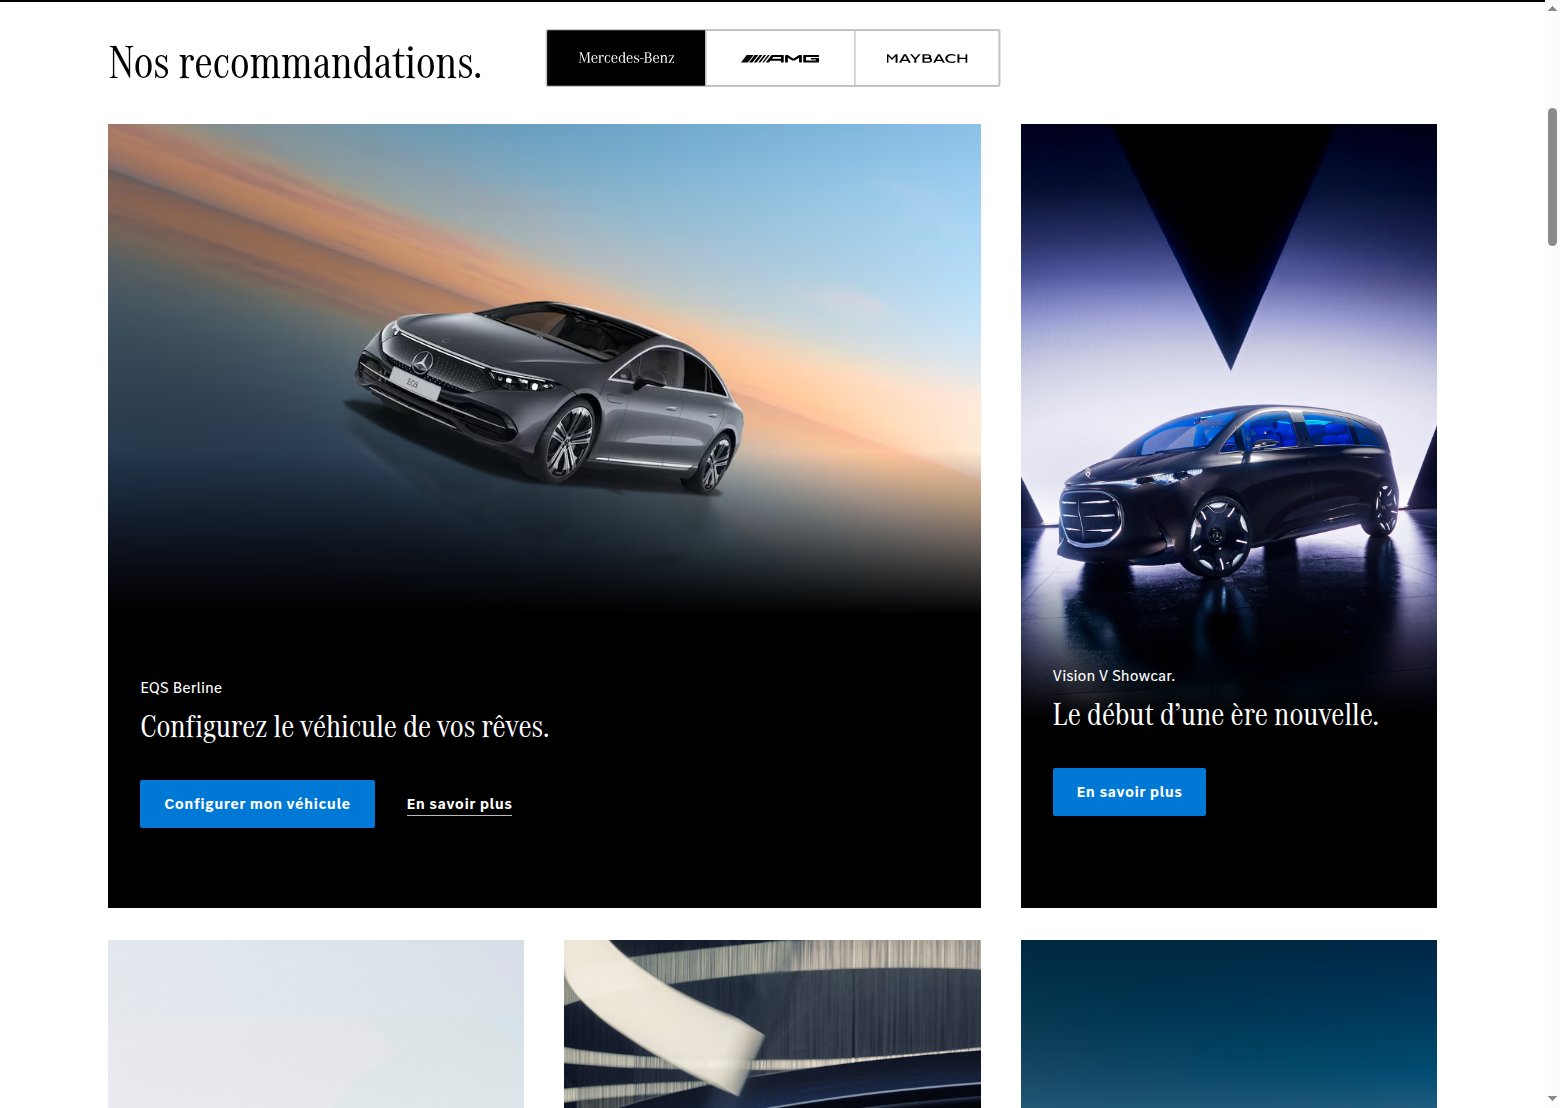 Nos recommandations.
Mercedes-Benz
AMG
MAYBACH
EQS
EQS Berline
Configurez le véhicule de vos rêves.
Configurer mon véhicule
En savoir plus
Vision V Showcar.
Le début d’une ère nouvelle.
En savoir plus